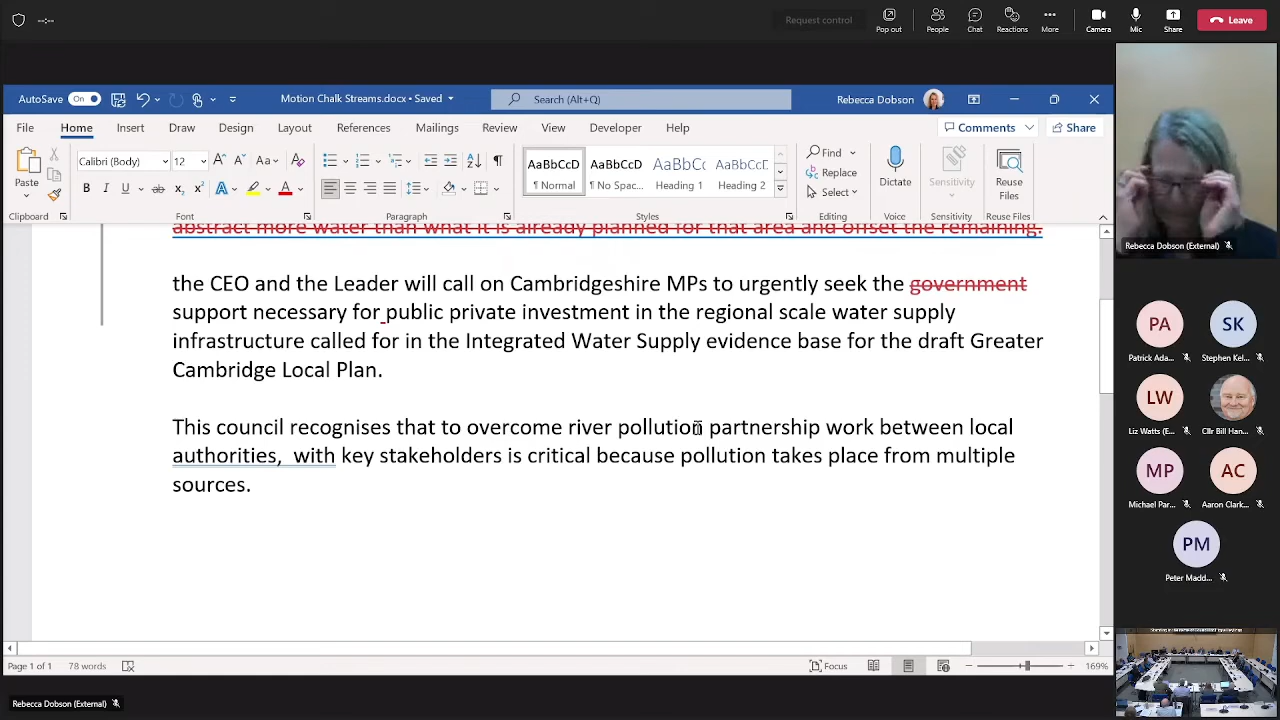 Request control
Pop out
People
Chat
Reactions
More
Camera
Mic
Share
Leave
AutoSave On
Motion Chalk Streams.docx - Saved
Search (Alt+Q)
Rebecca Dobson
File Home Insert Draw Design Layout References Mailings Review View Developer Help
Comments
Share
Paste
Calibri (Body) 12
AaBbCcD
Normal
AaBbCcD
No Spac...
AaBbCc
Heading 1
AaBbCcD
Heading 2
Find
Replace
Select
Dictate
Sensitivity
Reuse
Files
Clipboard Font Paragraph Styles Editing Voice Sensitivity Reuse Files
abstract more water than what it is already planned for that area and offset the remaining.
the CEO and the Leader will call on Cambridgeshire MPs to urgently seek the government
support necessary for public private investment in the regional scale water supply
infrastructure called for in the Integrated Water Supply evidence base for the draft Greater
Cambridge Local Plan.
This council recognises that to overcome river pollution partnership work between local
authorities,  with key stakeholders is critical because pollution takes place from multiple
sources.
Page 1 of 1 78 words
Focus
169%
Rebecca Dobson (External)
Rebecca Dobson (External)
PA
Patrick Ada...
SK
Stephen Kel...
LW
Liz Watts (E...
Cllr Bill Han...
MP
Michael Par...
AC
Aaron Clark...
PM
Peter Madd...